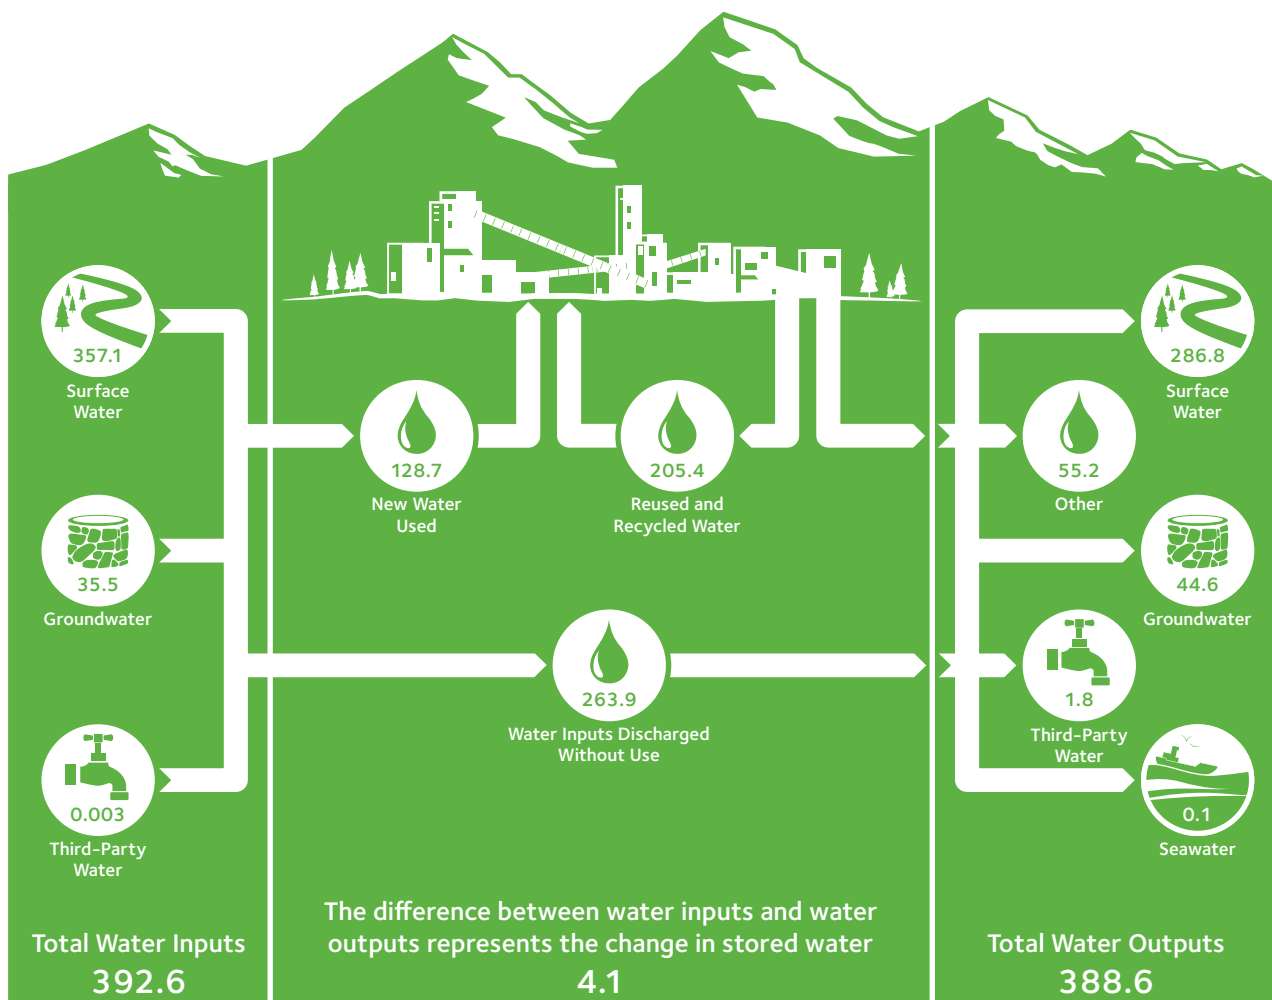 357.1
Surface
Water
35.5
Groundwater
0.003
Third-Party
Water
Total Water Inputs
392.6
128.7
New Water
Used
205.4
Reused and
Recycled Water
263.9
Water Inputs Discharged
Without Use
The difference between water inputs and water
outputs represents the change in stored water
4.1
286.8
Surface
Water
55.2
Other
44.6
Groundwater
1.8
Third-Party
Water
0.1
Seawater
Total Water Outputs
388.6